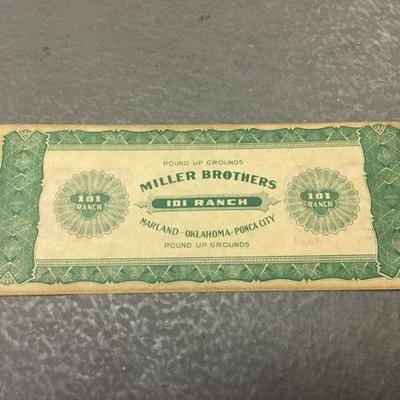 ROUND UP GROUNDS
MILLER BROTHERS
101 RANCH
101
RANCH
101
RANCH
MARLAND - OKLAHOMA - PONCA CITY
ROUND UP GROUNDS